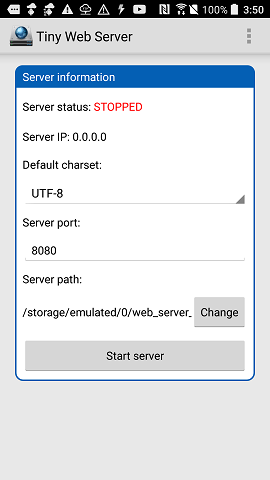 100% 3:50
Tiny Web Server
Server information
Server status: STOPPED
Server IP: 0.0.0.0
Default charset:
UTF-8
Server port:
8080
Server path:
/storage/emulated/0/web_server_
Change
Start server